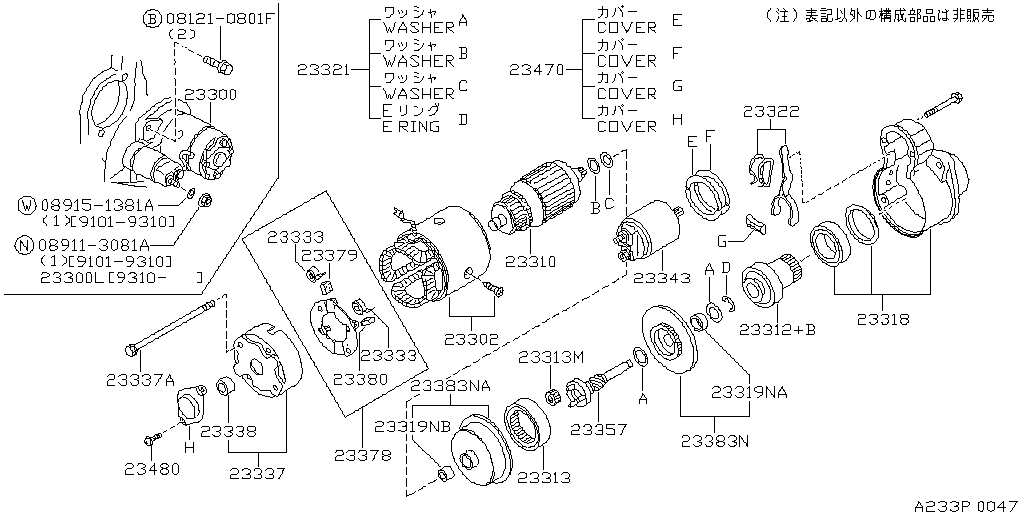 Ⓑ08121-0801F
(2)
23300
Ⓦ08915-1381A
(1)[9101-9310]
Ⓝ08911-3081A
(1)[9101-9310]
23300L[9310- ]
23321
ワッシャ
WASHER A
ワッシャ
WASHER B
ワッシャ
WASHER C
Eリング
E RING D
23470
カバー
COVER E
カバー
COVER F
カバー
COVER G
カバー
COVER H
(注) 表記以外の構成部品は非販売
23322
E F
B C
G
23310
23343
A D
23312+B
23318
23333
23379
23302
23333
23380
23337A
23338
H
23480
23337
23378
23383NA
23319NB
23313M
23313
23357
A
23319NA
23383N
A233P 0047